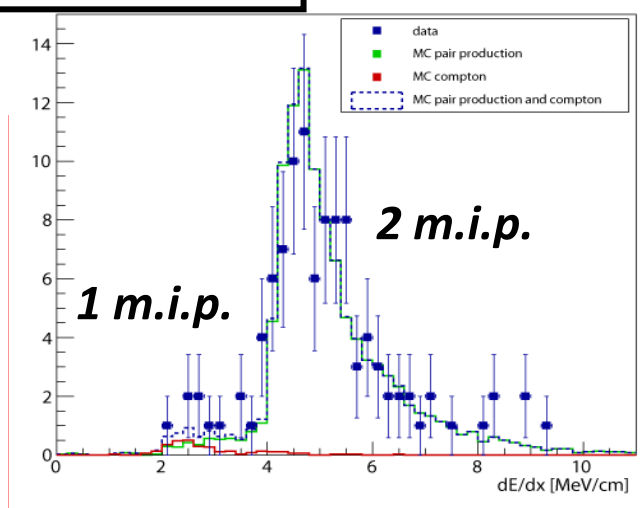 data
MC pair production
MC compton
MC pair production and compton
14
12
10
8
2 m.i.p.
6
1 m.i.p.
4
2
0
0 2 4 6 8 10
dE/dx [MeV/cm]